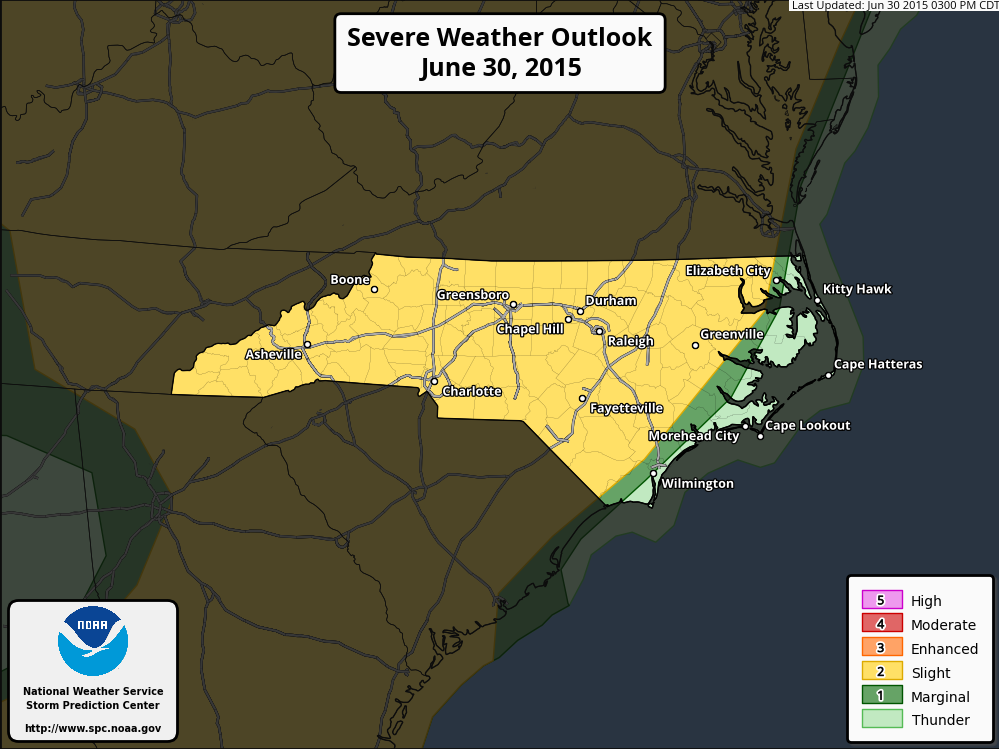 Last Updated: Jun 30 2015 0300 PM CDT
Severe Weather Outlook
June 30, 2015
Elizabeth City
Boone
Kitty Hawk
Greensboro
Durham
Chapel Hill
Greenville
Raleigh
Asheville
Cape Hatteras
Charlotte
Fayetteville
Cape Lookout
Morehead City
Wilmington
5 High
4 Moderate
3 Enhanced
2 Slight
1 Marginal
Thunder
NOAA
National Weather Service
Storm Prediction Center
http://www.spc.noaa.gov